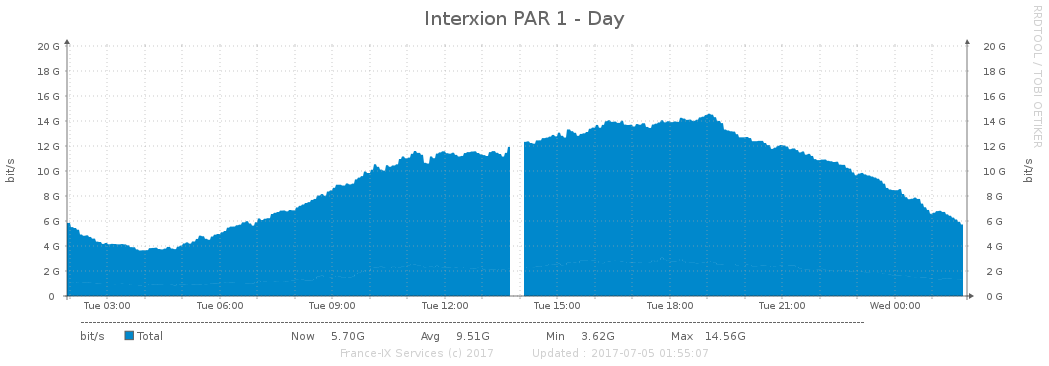 Interxion PAR 1 - Day
RRDTOOL / TOBI OETIKER
20 G 20 G
18 G 18 G
16 G 16 G
14 G 14 G
12 G 12 G
10 G 10 G
8 G 8 G
6 G 6 G
4 G 4 G
2 G 2 G
0 0 G
bit/s
bit/s
Tue 03:00 Tue 06:00 Tue 09:00 Tue 12:00 Tue 15:00 Tue 18:00 Tue 21:00 Wed 00:00
bit/s Total Now 5.70G Avg 9.51G Min 3.62G Max 14.56G
France-IX Services (c) 2017 Updated : 2017-07-05 01:55:07